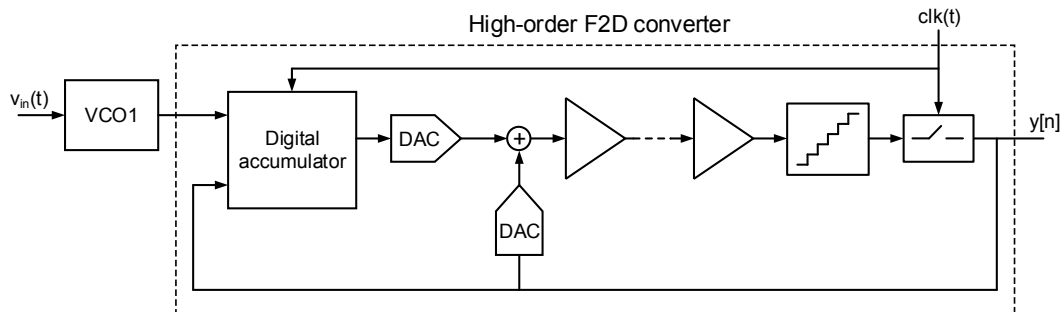 High-order F2D converter
clk(t)
v_in(t)
VCO1
Digital
accumulator
DAC
DAC
y[n]